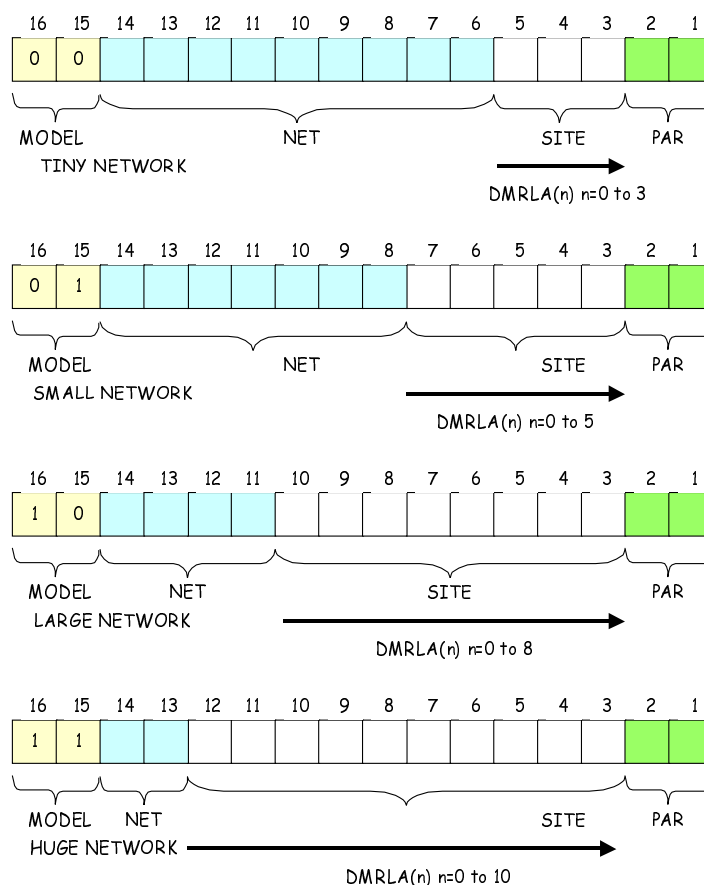 16 15 14 13 12 11 10 9 8 7 6 5 4 3 2 1
0 0
MODEL NET SITE PAR
TINY NETWORK
DMRLA(n) n=0 to 3
16 15 14 13 12 11 10 9 8 7 6 5 4 3 2 1
0 1
MODEL NET SITE PAR
SMALL NETWORK
DMRLA(n) n=0 to 5
16 15 14 13 12 11 10 9 8 7 6 5 4 3 2 1
1 0
MODEL NET SITE PAR
LARGE NETWORK
DMRLA(n) n=0 to 8
16 15 14 13 12 11 10 9 8 7 6 5 4 3 2 1
1 1
MODEL NET SITE PAR
HUGE NETWORK
DMRLA(n) n=0 to 10